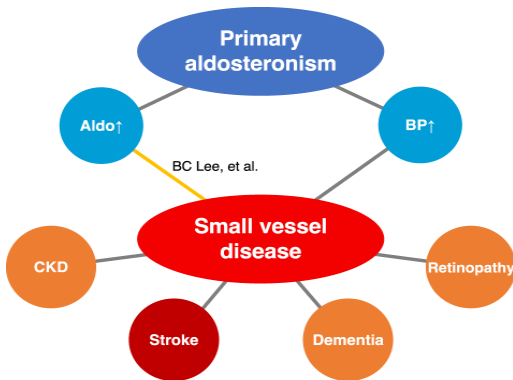 Primary
aldosteronism
Aldo↑
BP↑
BC Lee, et al.
Small vessel
disease
CKD
Retinopathy
Stroke
Dementia